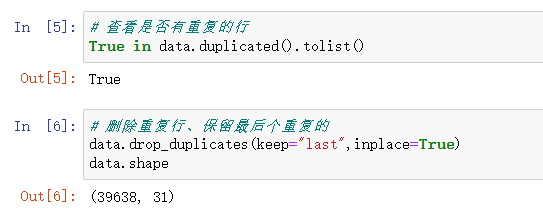 In [5]: # 查看是否有重复的行
True in data.duplicated().tolist()
Out[5]: True
In [6]: # 删除重复行、保留最后个重复的
data.drop_duplicates(keep="last",inplace=True)
data.shape
Out[6]: (39638, 31)